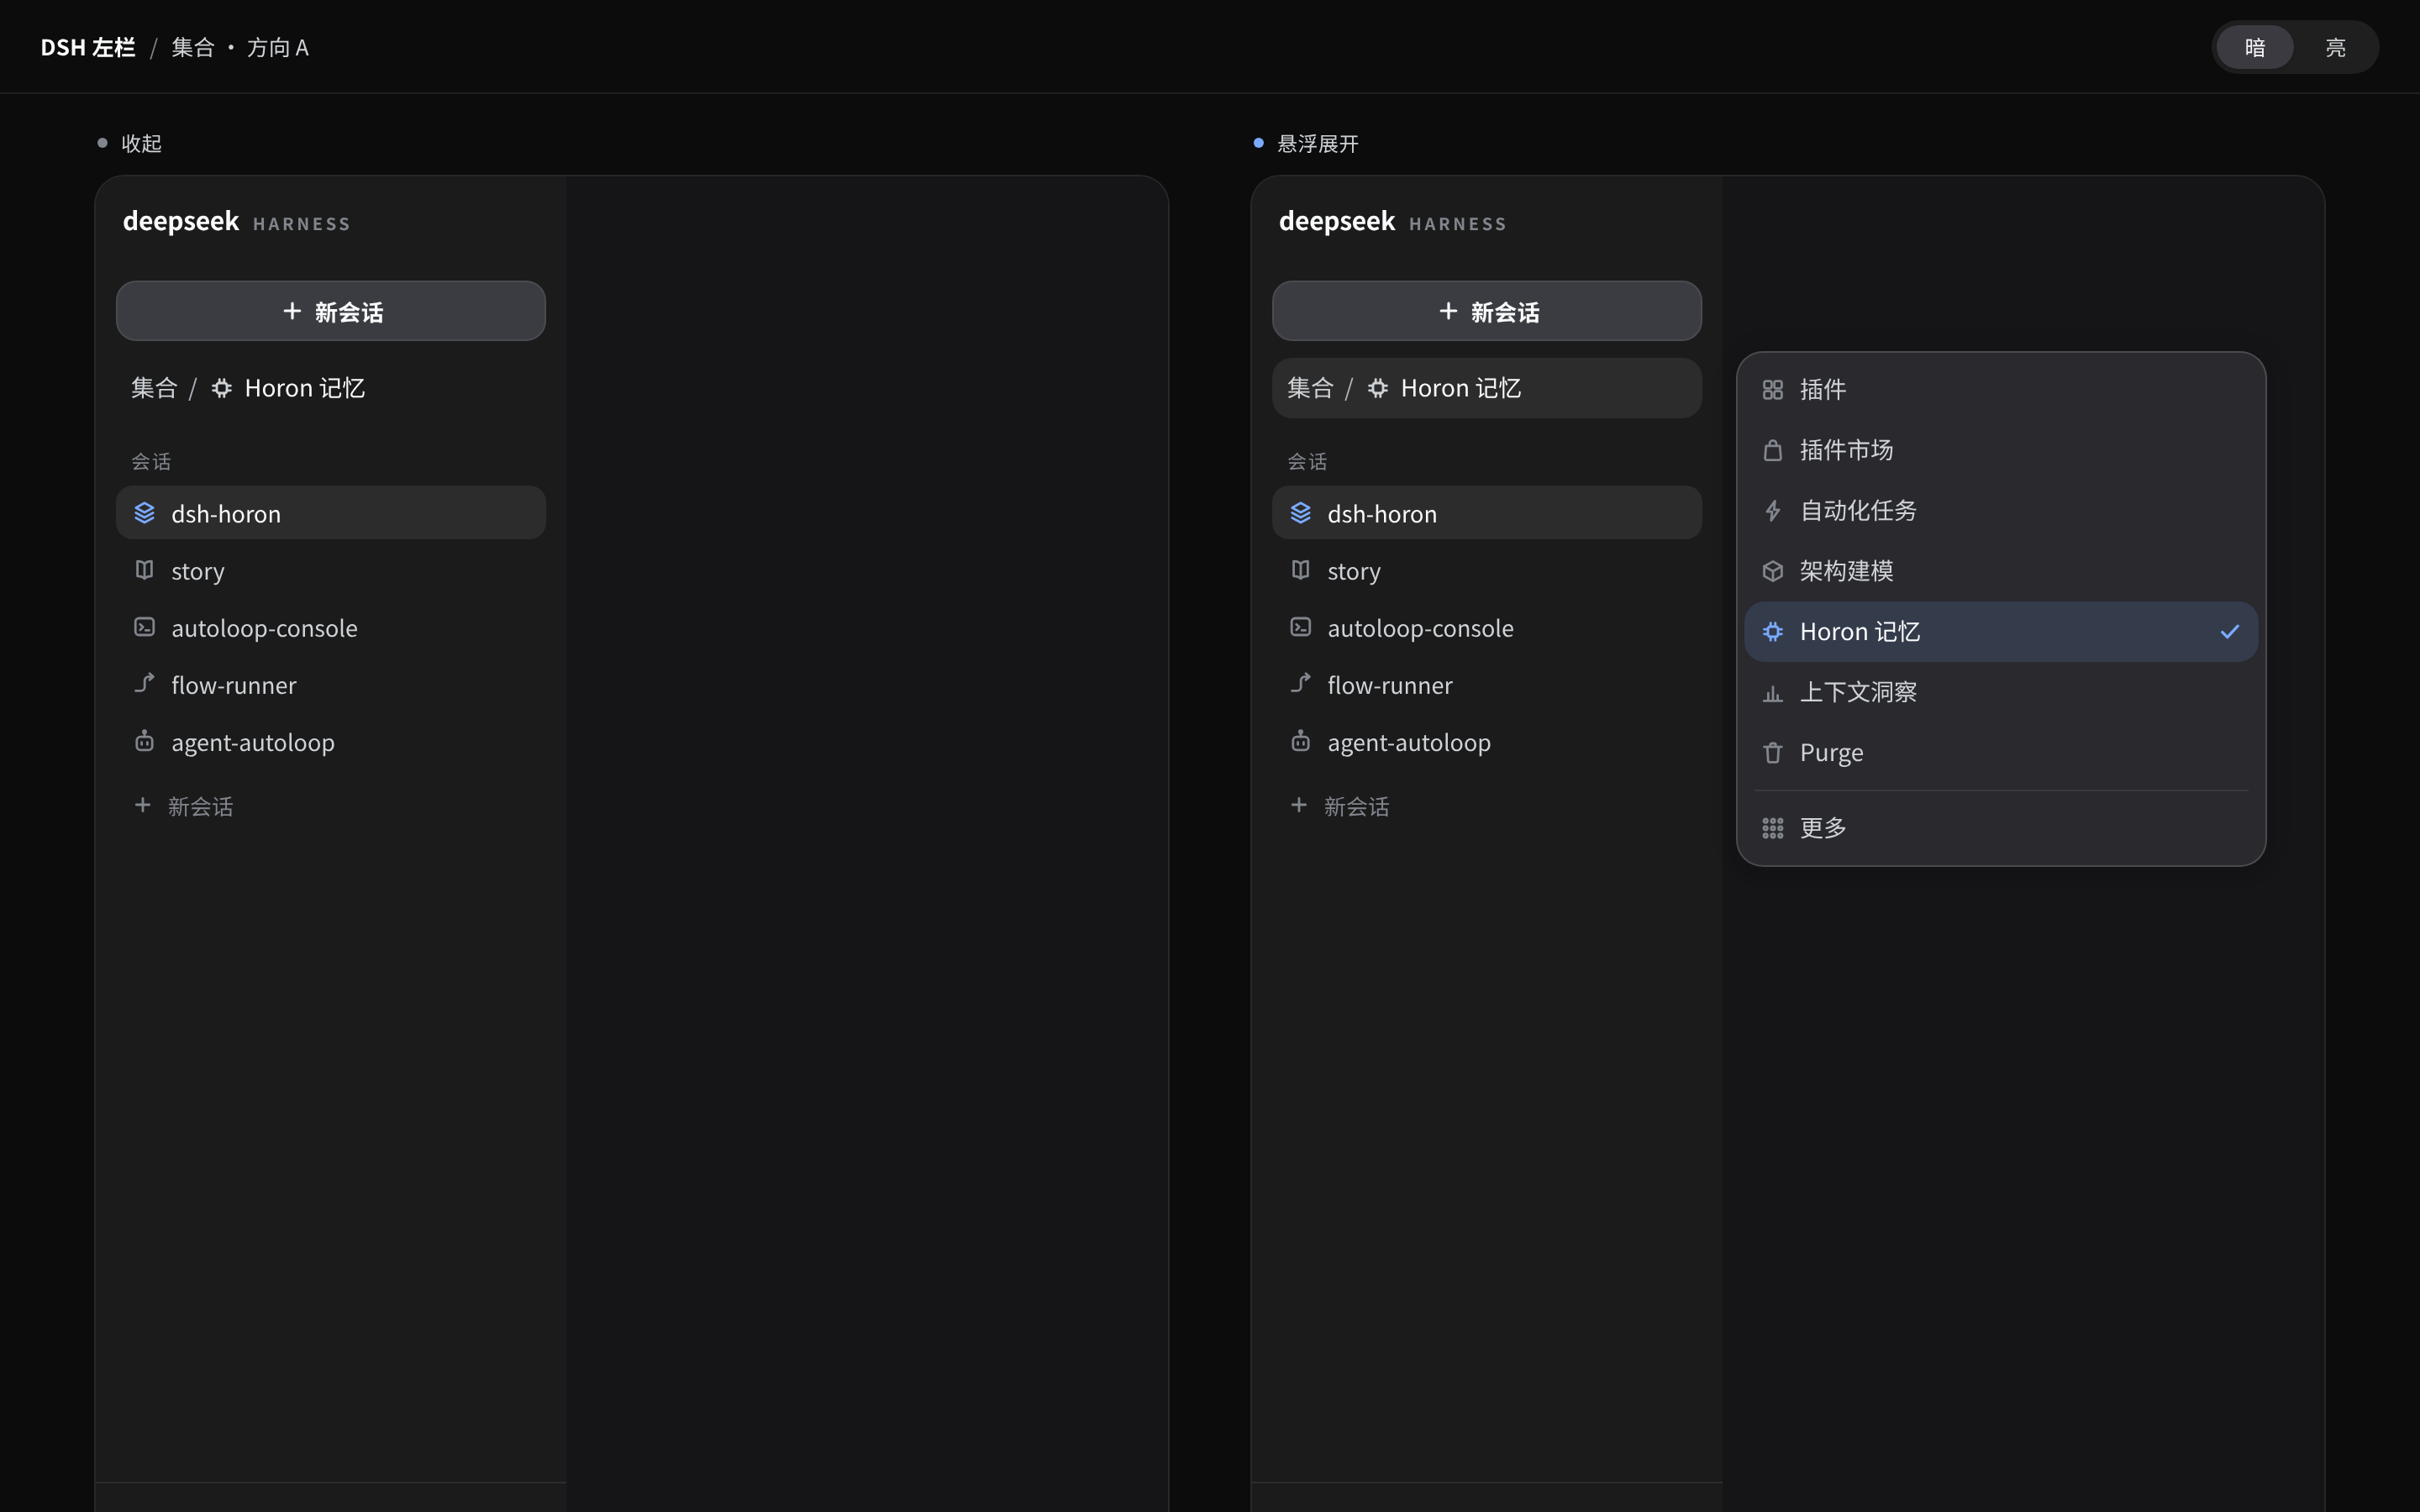 DSH 左栏 / 集合 · 方向 A
暗 亮
收起
deepseek HARNESS
+ 新会话
集合 / Horon 记忆
会话
dsh-horon
story
autoloop-console
flow-runner
agent-autoloop
+ 新会话
悬浮展开
deepseek HARNESS
+ 新会话
集合 / Horon 记忆
会话
dsh-horon
story
autoloop-console
flow-runner
agent-autoloop
+ 新会话
插件
插件市场
自动化任务
架构建模
Horon 记忆
上下文洞察
Purge
更多